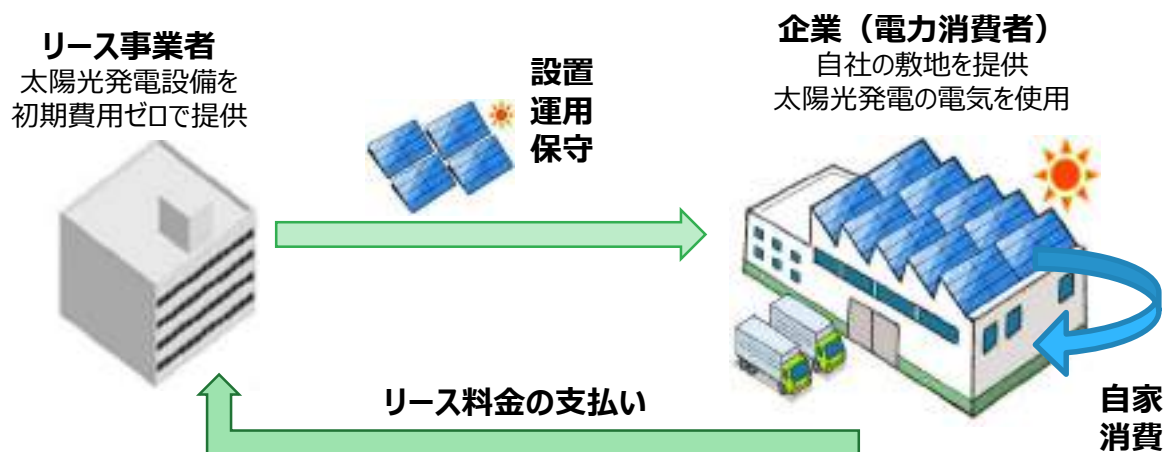 リース事業者
太陽光発電設備を
初期費用ゼロで提供
設置
運用
保守
企業（電力消費者）
自社の敷地を提供
太陽光発電の電気を使用
リース料金の支払い
自家
消費